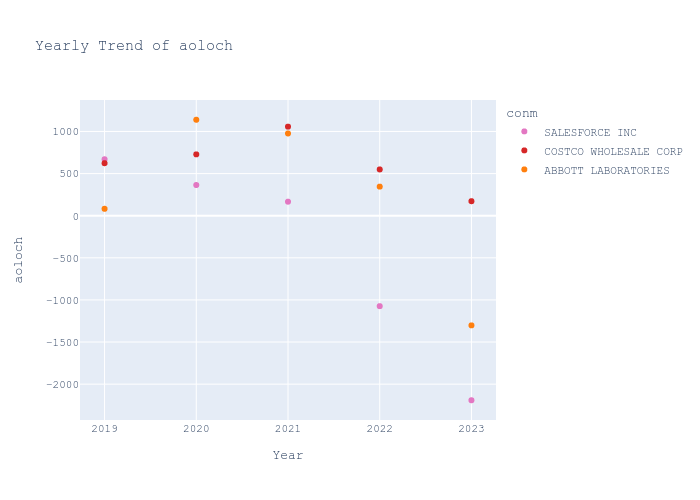 Yearly Trend of aoloch
conm
SALESFORCE INC
COSTCO WHOLESALE CORP
ABBOTT LABORATORIES
1000
500
0
−500
−1000
−1500
−2000
aoloch
2019 2020 2021 2022 2023
Year